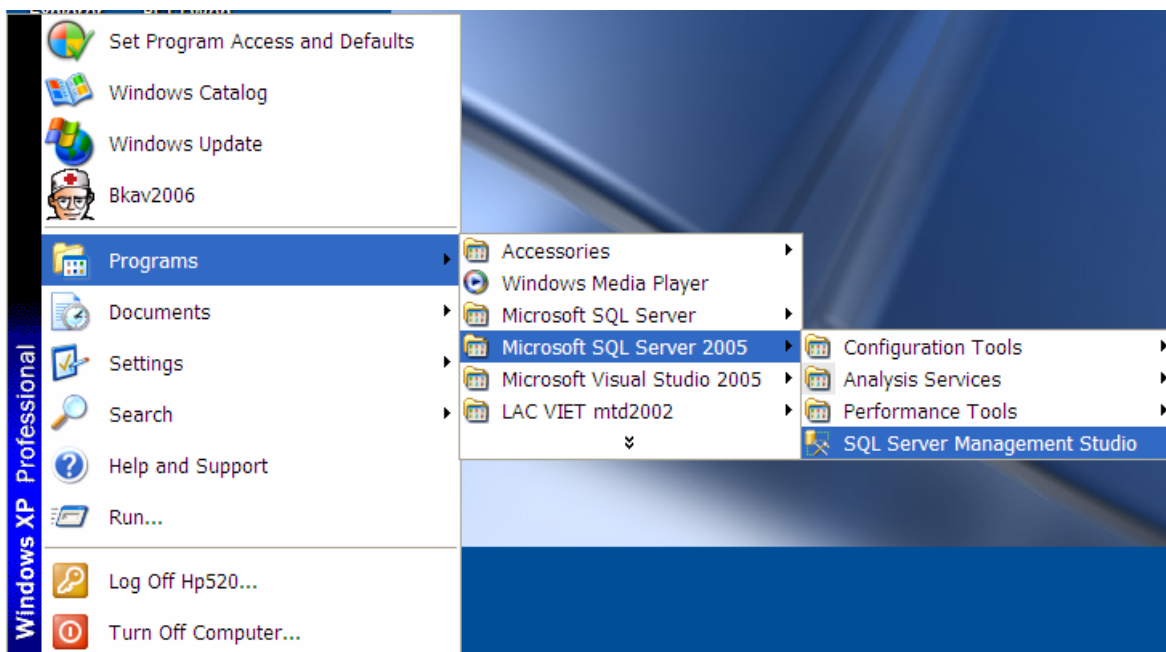 Explorer
Set Program Access and Defaults
Windows Catalog
Windows Update
Bkav2006
Programs
Documents
Settings
Search
Help and Support
Run...
Log Off Hp520...
Turn Off Computer...
Windows XP Professional
Accessories
Windows Media Player
Microsoft SQL Server
Microsoft SQL Server 2005
Microsoft Visual Studio 2005
LAC VIET mtd2002
Configuration Tools
Analysis Services
Performance Tools
SQL Server Management Studio